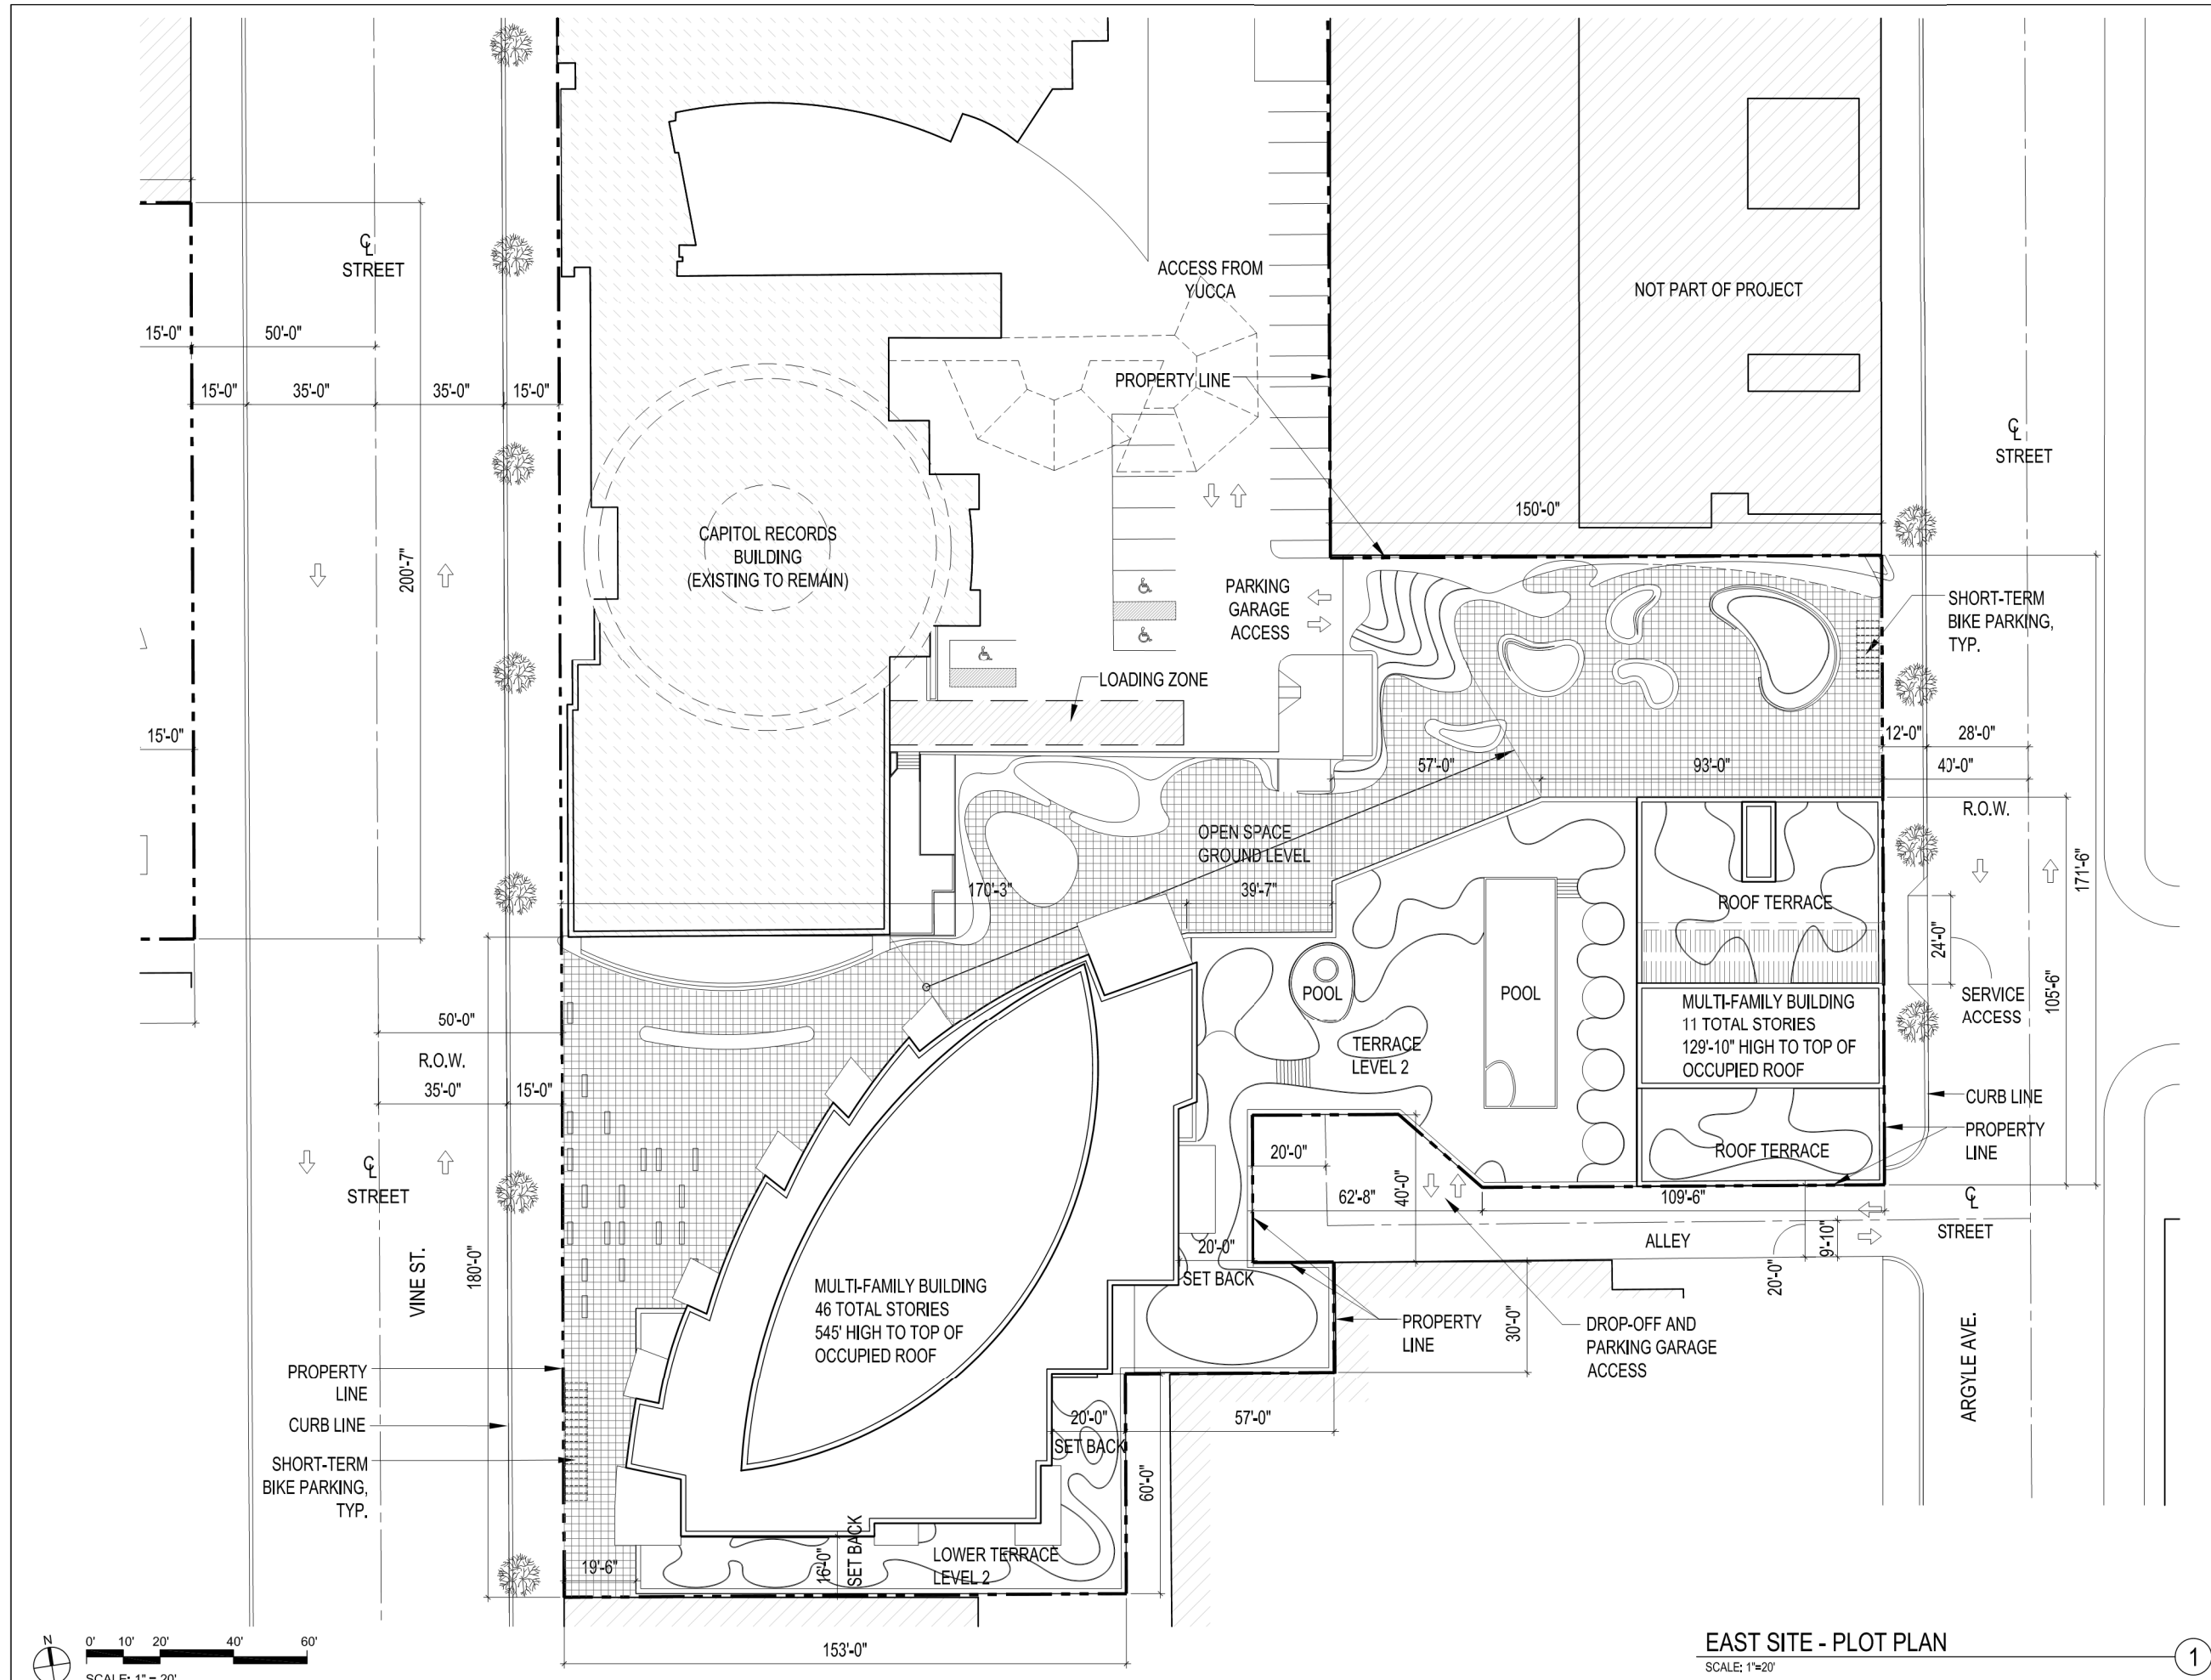 ℄
STREET
15'-0"
50'-0"
15'-0"
35'-0"
35'-0"
15'-0"
200'-7"
15'-0"
CAPITOL RECORDS
BUILDING
(EXISTING TO REMAIN)
ACCESS FROM
YUCCA
PROPERTY LINE
NOT PART OF PROJECT
℄
STREET
150'-0"
PARKING
GARAGE
ACCESS
LOADING ZONE
SHORT-TERM
BIKE PARKING,
TYP.
12'-0"
28'-0"
40'-0"
R.O.W.
57'-0"
93'-0"
OPEN SPACE
GROUND LEVEL
170'-3"
39'-7"
171'-6"
105'-6"
24'-0"
SERVICE
ACCESS
ROOF TERRACE
POOL
POOL
TERRACE
LEVEL 2
MULTI-FAMILY BUILDING
11 TOTAL STORIES
129'-10" HIGH TO TOP OF
OCCUPIED ROOF
ROOF TERRACE
CURB LINE
PROPERTY
LINE
50'-0"
R.O.W.
35'-0"
15'-0"
℄
STREET
VINE ST.
180'-0"
20'-0"
62'-8"
40'-0"
109'-6"
℄
STREET
ALLEY
9'-10"
20'-0"
20'-0"
SET BACK
MULTI-FAMILY BUILDING
46 TOTAL STORIES
545' HIGH TO TOP OF
OCCUPIED ROOF
PROPERTY
LINE
30'-0"
DROP-OFF AND
PARKING GARAGE
ACCESS
ARGYLE AVE.
PROPERTY
LINE
CURB LINE
SHORT-TERM
BIKE PARKING,
TYP.
20'-0"
SET BACK
57'-0"
60'-0"
19'-6"
16'-0"
SET BACK
LOWER TERRACE
LEVEL 2
153'-0"
N
0' 10' 20' 40' 60'
SCALE: 1" = 20'
EAST SITE - PLOT PLAN
SCALE: 1"=20'
1